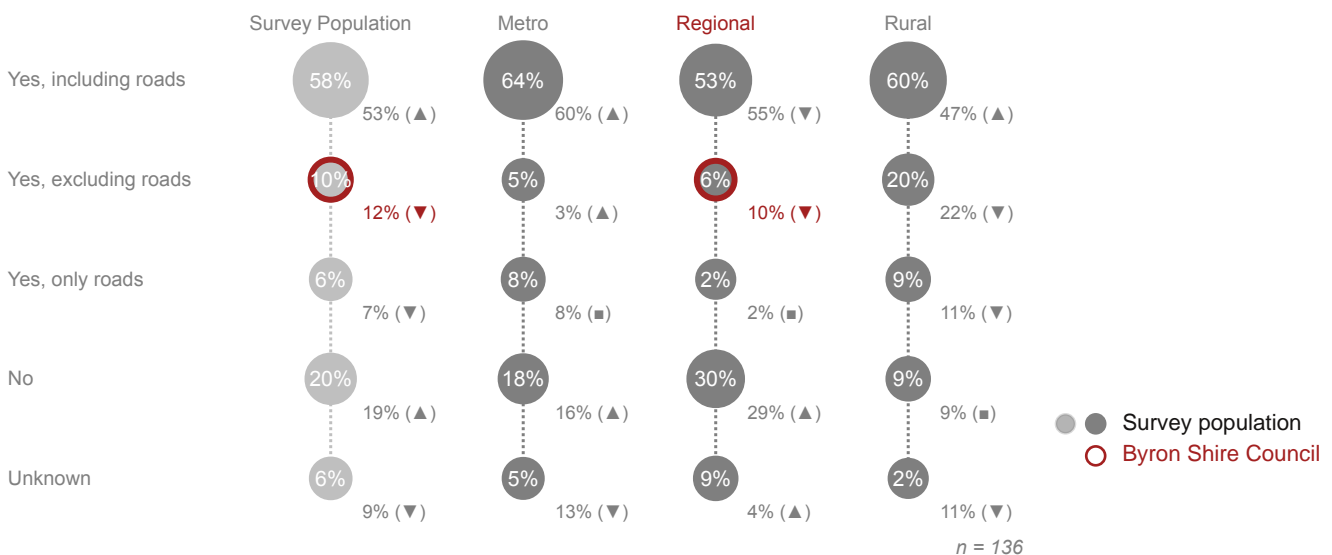 Survey Population Metro Regional Rural
Yes, including roads 58% 64% 53% 60%
53% (▲) 60% (▲) 55% (▼) 47% (▲)
Yes, excluding roads 10% 5% 6% 20%
12% (▼) 3% (▲) 10% (▼) 22% (▼)
Yes, only roads 6% 8% 2% 9%
7% (▼) 8% (■) 2% (■) 11% (▼)
No 20% 18% 30% 9%
19% (▲) 16% (▲) 29% (▲) 9% (■)
Survey population
Byron Shire Council
Unknown 6% 5% 9% 2%
9% (▼) 13% (▼) 4% (▲) 11% (▼)
n = 136